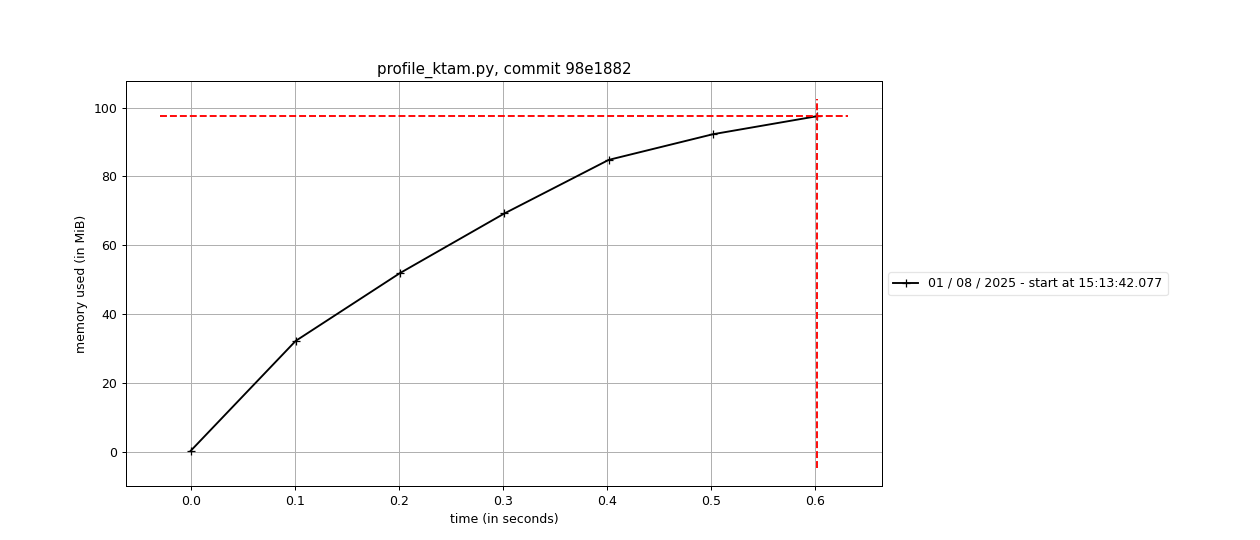 profile_ktam.py, commit 98e1882
100
80
60
40
20
0
memory used (in MiB)
0.0 0.1 0.2 0.3 0.4 0.5 0.6
time (in seconds)
01 / 08 / 2025 - start at 15:13:42.077